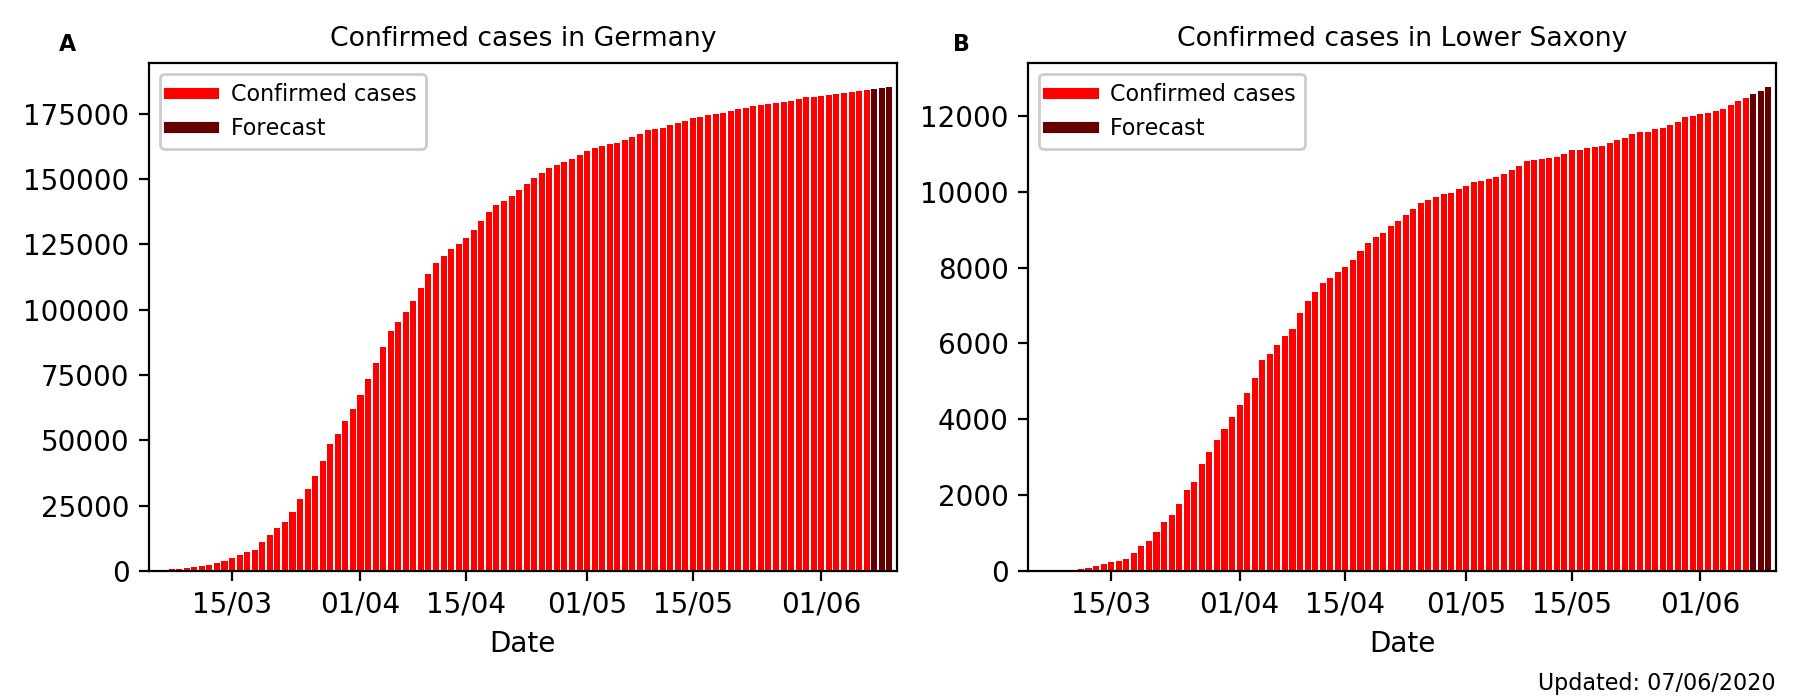 A
Confirmed cases in Germany
Confirmed cases
Forecast
175000
150000
125000
100000
75000
50000
25000
0
15/03 01/04 15/04 01/05 15/05 01/06
Date
B
Confirmed cases in Lower Saxony
Confirmed cases
Forecast
12000
10000
8000
6000
4000
2000
0
15/03 01/04 15/04 01/05 15/05 01/06
Date
Updated: 07/06/2020